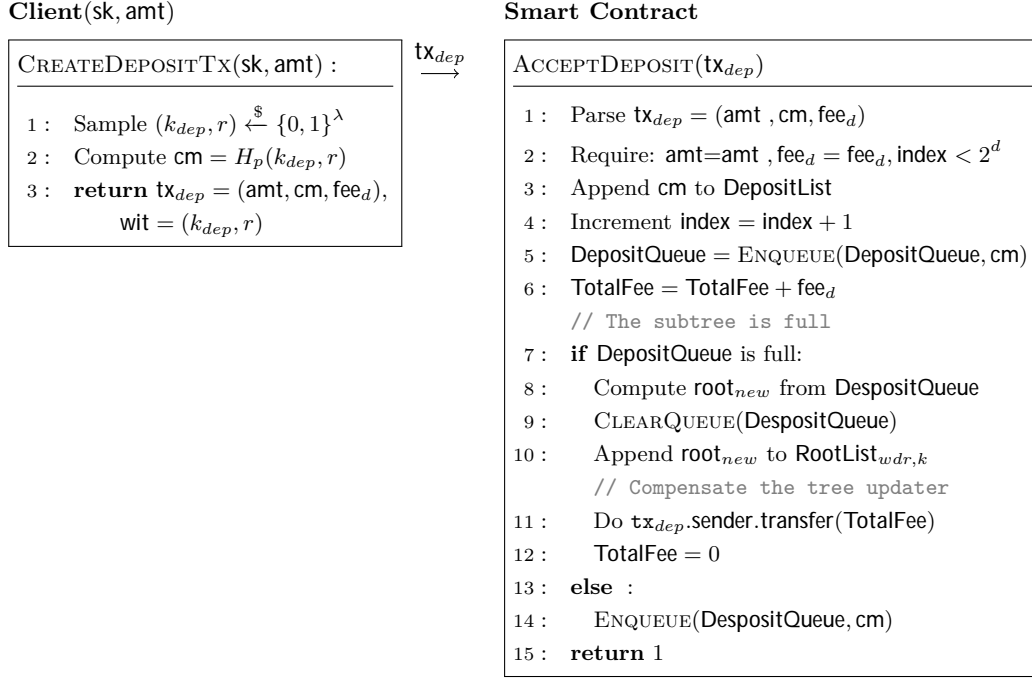 Client(sk, amt)
CREATEDEPOSITTX(sk, amt) :
1 : Sample (k_dep, r) ←$ {0, 1}^λ
2 : Compute cm = H_p(k_dep, r)
3 : return tx_dep = (amt, cm, fee_d),
wit = (k_dep, r)
tx_dep
→
Smart Contract
ACCEPTDEPOSIT(tx_dep)
1 : Parse tx_dep = (amt , cm, fee_d)
2 : Require: amt=amt , fee_d = fee_d, index < 2^d
3 : Append cm to DepositList
4 : Increment index = index + 1
5 : DepositQueue = ENQUEUE(DepositQueue, cm)
6 : TotalFee = TotalFee + fee_d
// The subtree is full
7 : if DepositQueue is full:
8 : Compute root_new from DespositQueue
9 : CLEARQUEUE(DespositQueue)
10 : Append root_new to RootList_wdr,k
// Compensate the tree updater
11 : Do tx_dep.sender.transfer(TotalFee)
12 : TotalFee = 0
13 : else :
14 : ENQUEUE(DespositQueue, cm)
15 : return 1